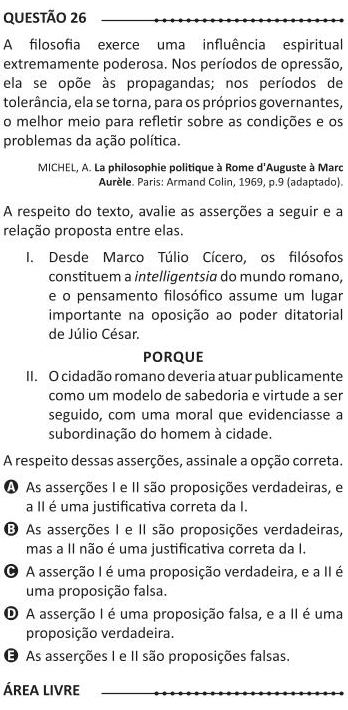 QUESTÃO 26
A filosofia exerce uma influência espiritual
extremamente poderosa. Nos períodos de opressão,
ela se opõe às propagandas; nos períodos de
tolerância, ela se torna, para os próprios governantes,
o melhor meio para refletir sobre as condições e os
problemas da ação política.
MICHEL, A. La philosophie politique à Rome d'Auguste à Marc
Aurèle. Paris: Armand Colin, 1969, p.9 (adaptado).
A respeito do texto, avalie as asserções a seguir e a
relação proposta entre elas.
I. Desde Marco Túlio Cícero, os filósofos
constituem a intelligentsia do mundo romano,
e o pensamento filosófico assume um lugar
importante na oposição ao poder ditatorial
de Júlio César.
PORQUE
II. O cidadão romano deveria atuar publicamente
como um modelo de sabedoria e virtude a ser
seguido, com uma moral que evidenciasse a
subordinação do homem à cidade.
A respeito dessas asserções, assinale a opção correta.
A As asserções I e II são proposições verdadeiras, e
a II é uma justificativa correta da I.
B As asserções I e II são proposições verdadeiras,
mas a II não é uma justificativa correta da I.
C A asserção I é uma proposição verdadeira, e a II é
uma proposição falsa.
D A asserção I é uma proposição falsa, e a II é uma
proposição verdadeira.
E As asserções I e II são proposições falsas.
ÁREA LIVRE